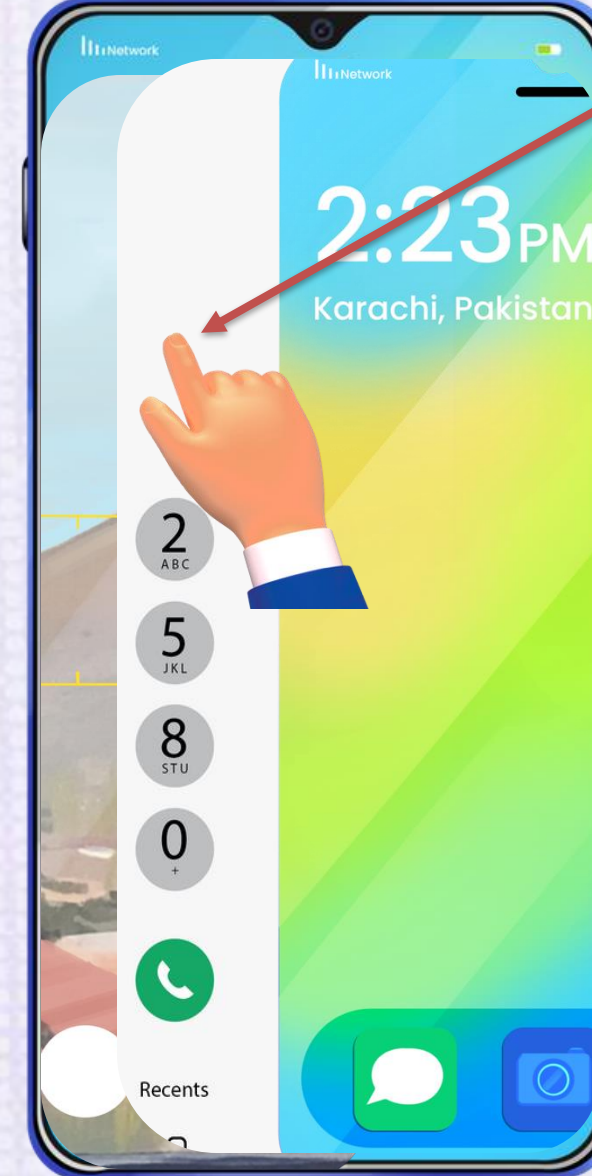 Network
Network
2:23PM
Karachi, Pakistan
2
ABC
5
JKL
8
STU
0
+
Recents